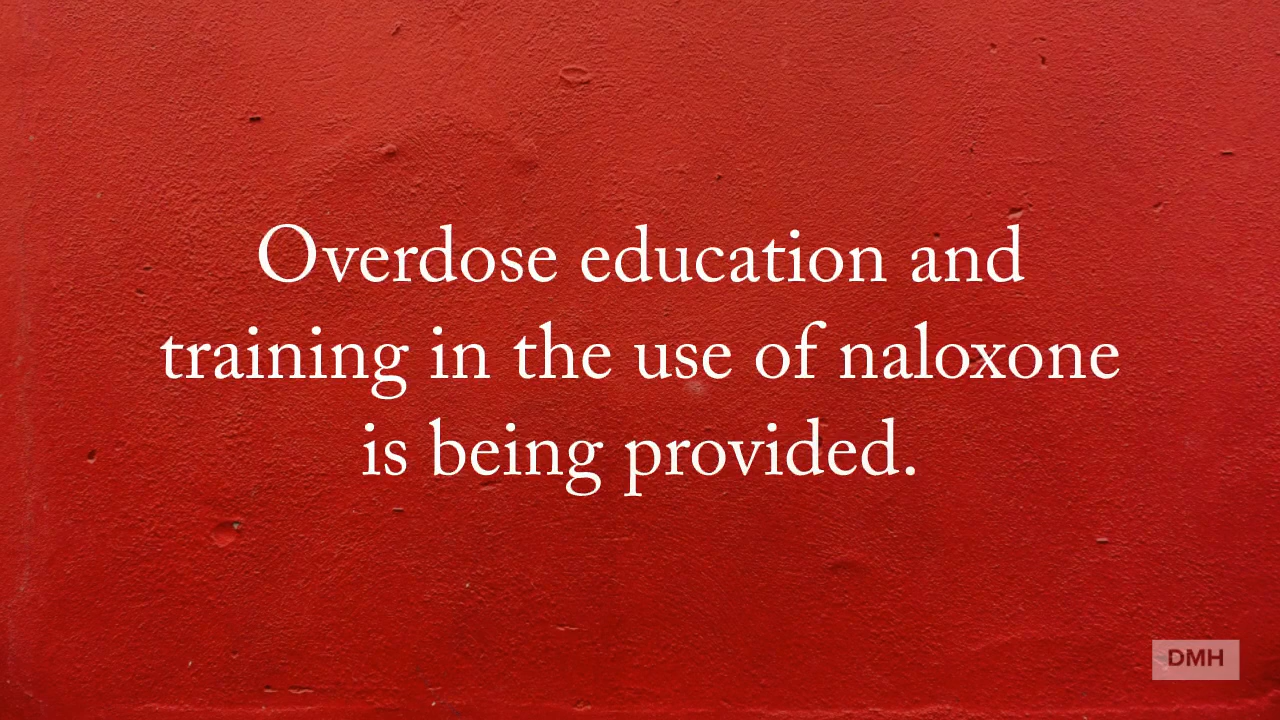 Overdose education and
training in the use of naloxone
is being provided.
DMH